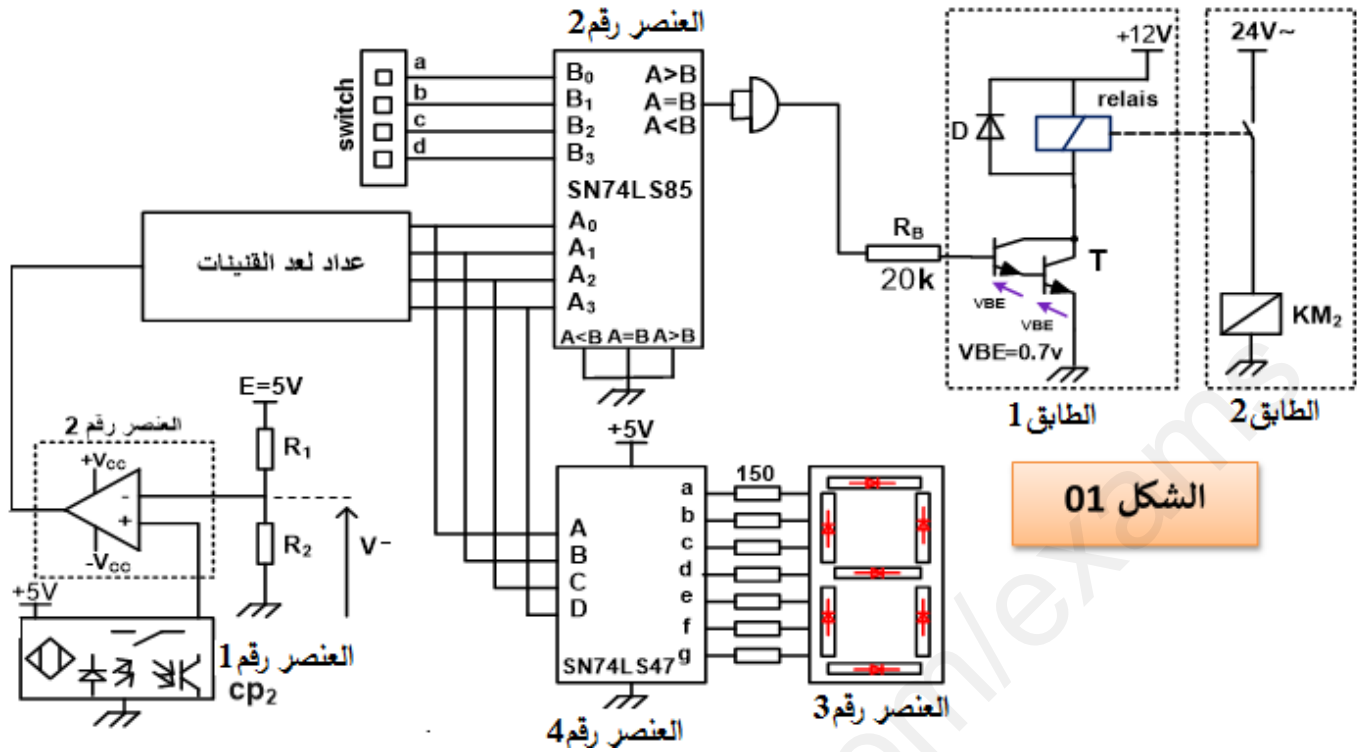 العنصر رقم2
switch
a
b
c
d
B0
B1
B2
B3
A>B
A=B
A<B
SN74LS85
A0
A1
A2
A3
A<B A=B A>B
عداد لعد القنينات
RB
20k
+12V
D
relais
T
VBE
VBE
VBE=0.7v
الطابق1
24V~
KM2
الطابق2
E=5V
R1
R2
V-
العنصر رقم 2
+Vcc
-
+
-Vcc
+5V
العنصر رقم1
cp2
+5V
A
B
C
D
a
b
c
d
e
f
g
SN74LS47
150
العنصر رقم4
العنصر رقم3
الشكل 01
em/exams